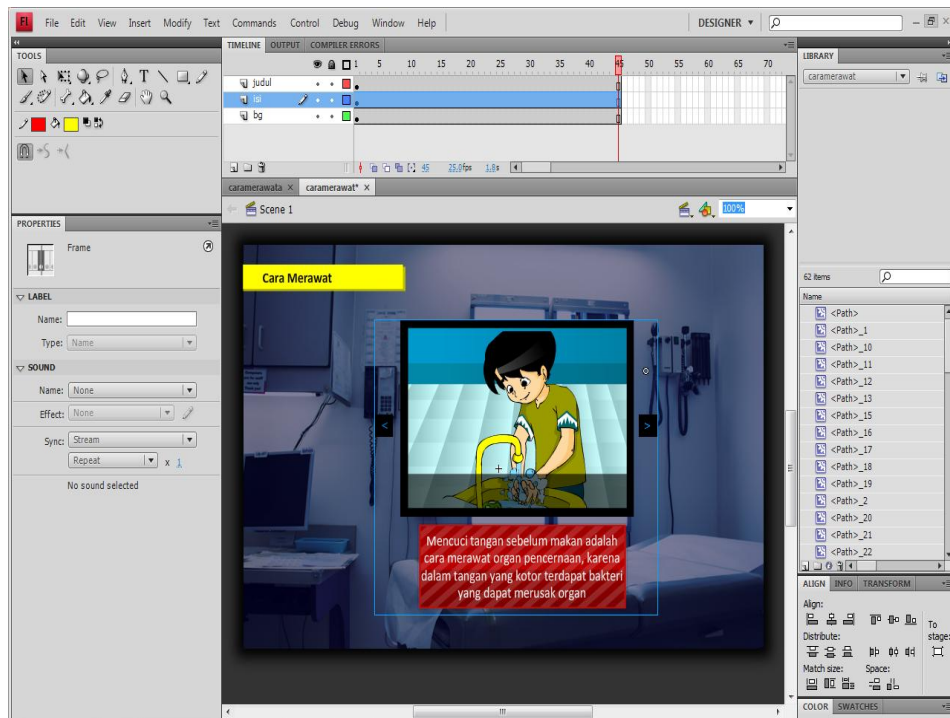 Fl File Edit View Insert Modify Text Commands Control Debug Window Help DESIGNER
TOOLS
TIMELINE OUTPUT COMPILER ERRORS
1 5 10 15 20 25 30 35 40 45 50 55 60 65 70
judul
isi
bg
45 25.0fps 1.8s
caramerawata × caramerawat* ×
Scene 1
100%
PROPERTIES
Frame
LABEL
Name:
Type: Name
SOUND
Name: None
Effect: None
Sync: Stream
Repeat x 1
No sound selected
Cara Merawat
< >
Mencuci tangan sebelum makan adalah
cara merawat organ pencernaan, karena
dalam tangan yang kotor terdapat bakteri
yang dapat merusak organ
LIBRARY
caramerawat
62 items
Name
<Path>
<Path>_1
<Path>_10
<Path>_11
<Path>_12
<Path>_13
<Path>_15
<Path>_16
<Path>_17
<Path>_18
<Path>_19
<Path>_2
<Path>_20
<Path>_21
<Path>_22
ALIGN INFO TRANSFORM
Align:
Distribute:
Match size: Space:
To
stage:
COLOR SWATCHES